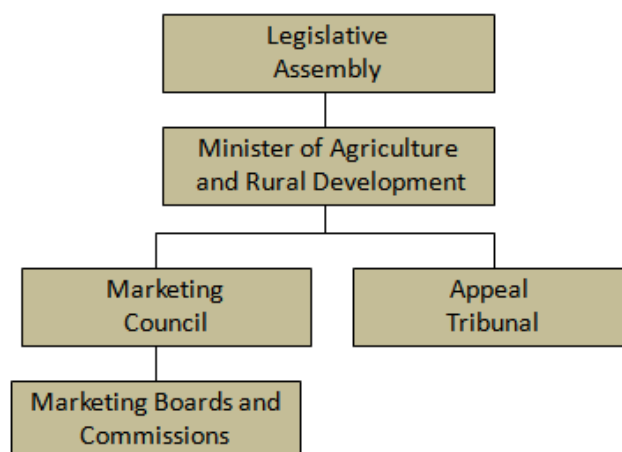 Legislative
Assembly
Minister of Agriculture
and Rural Development
Marketing
Council
Appeal
Tribunal
Marketing Boards and
Commissions